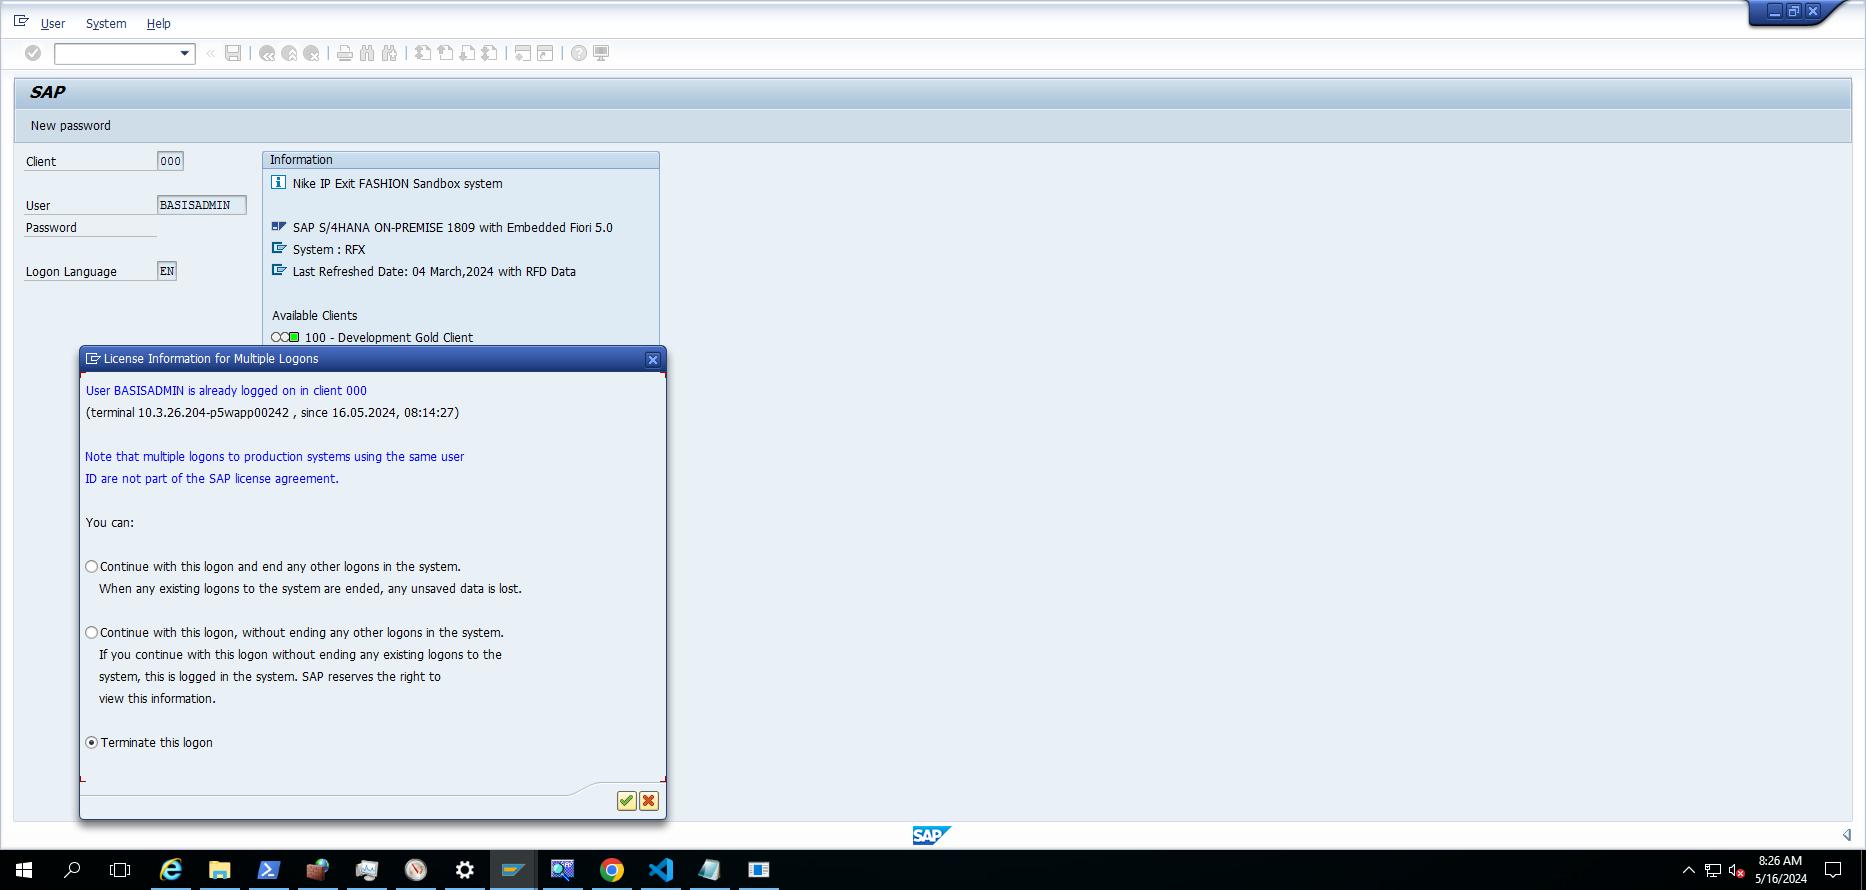 User System Help
SAP
New password
Client 000
User BASISADMIN
Password
Logon Language EN
Information
Nike IP Exit FASHION Sandbox system
SAP S/4HANA ON-PREMISE 1809 with Embedded Fiori 5.0
System : RFX
Last Refreshed Date: 04 March,2024 with RFD Data
Available Clients
100 - Development Gold Client
License Information for Multiple Logons
User BASISADMIN is already logged on in client 000
(terminal 10.3.26.204-p5wapp00242 , since 16.05.2024, 08:14:27)
Note that multiple logons to production systems using the same user
ID are not part of the SAP license agreement.
You can:
Continue with this logon and end any other logons in the system.
When any existing logons to the system are ended, any unsaved data is lost.
Continue with this logon, without ending any other logons in the system.
If you continue with this logon without ending any existing logons to the
system, this is logged in the system. SAP reserves the right to
view this information.
Terminate this logon
SAP
8:26 AM
5/16/2024